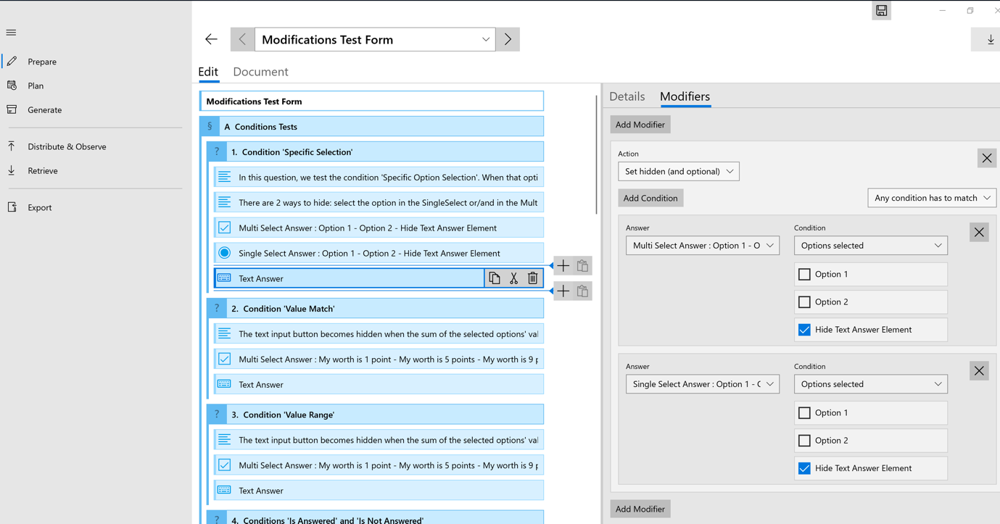 Modifications Test Form
Prepare
Plan
Generate
Distribute & Observe
Retrieve
Export
Edit Document
Modifications Test Form
§ A Conditions Tests
? 1. Condition 'Specific Selection'
In this question, we test the condition 'Specific Option Selection'. When that opti
There are 2 ways to hide: select the option in the SingleSelect or/and in the Mult
Multi Select Answer : Option 1 - Option 2 - Hide Text Answer Element
Single Select Answer : Option 1 - Option 2 - Hide Text Answer Element
Text Answer
? 2. Condition 'Value Match'
The text input button becomes hidden when the sum of the selected options' val
Multi Select Answer : My worth is 1 point - My worth is 5 points - My worth is 9 p
Text Answer
? 3. Condition 'Value Range'
The text input button becomes hidden when the sum of the selected options' val
Multi Select Answer : My worth is 1 point - My worth is 5 points - My worth is 9 p
Text Answer
? 4. Conditions 'Is Answered' and 'Is Not Answered'
Details Modifiers
Add Modifier
Action
Set hidden (and optional)
Add Condition
Any condition has to match
Answer
Multi Select Answer : Option 1 - O
Condition
Options selected
Option 1
Option 2
Hide Text Answer Element
Answer
Single Select Answer : Option 1 - O
Condition
Options selected
Option 1
Option 2
Hide Text Answer Element
Add Modifier